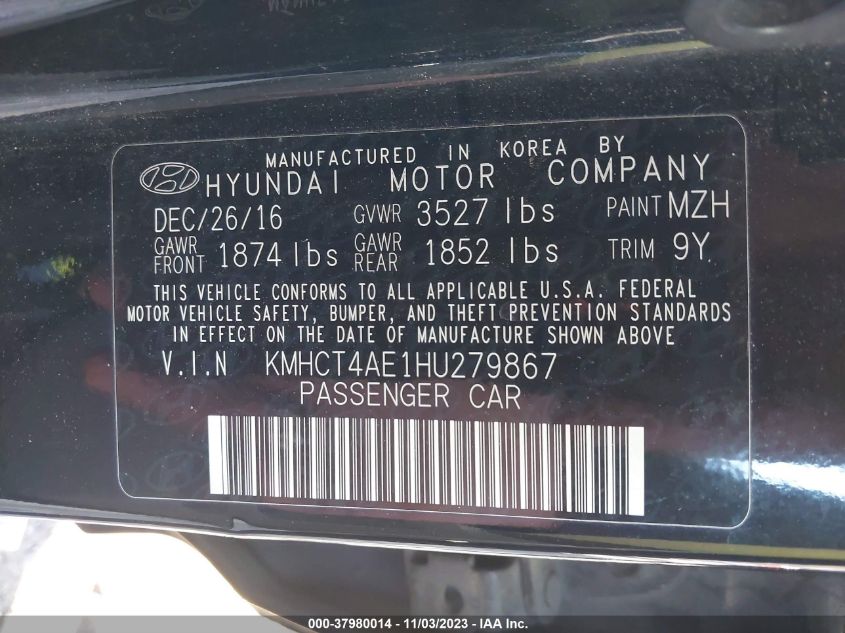 MANUFACTURED IN KOREA BY
HYUNDAI MOTOR COMPANY
DEC/26/16 GVWR 3527 lbs PAINT MZH
GAWR FRONT 1874 lbs GAWR REAR 1852 lbs TRIM 9Y
THIS VEHICLE CONFORMS TO ALL APPLICABLE U.S.A. FEDERAL
MOTOR VEHICLE SAFETY, BUMPER, AND THEFT PREVENTION STANDARDS
IN EFFECT ON THE DATE OF MANUFACTURE SHOWN ABOVE
V.I.N KMHCT4AE1HU279867
PASSENGER CAR
000-37980014 - 11/03/2023 - IAA Inc.